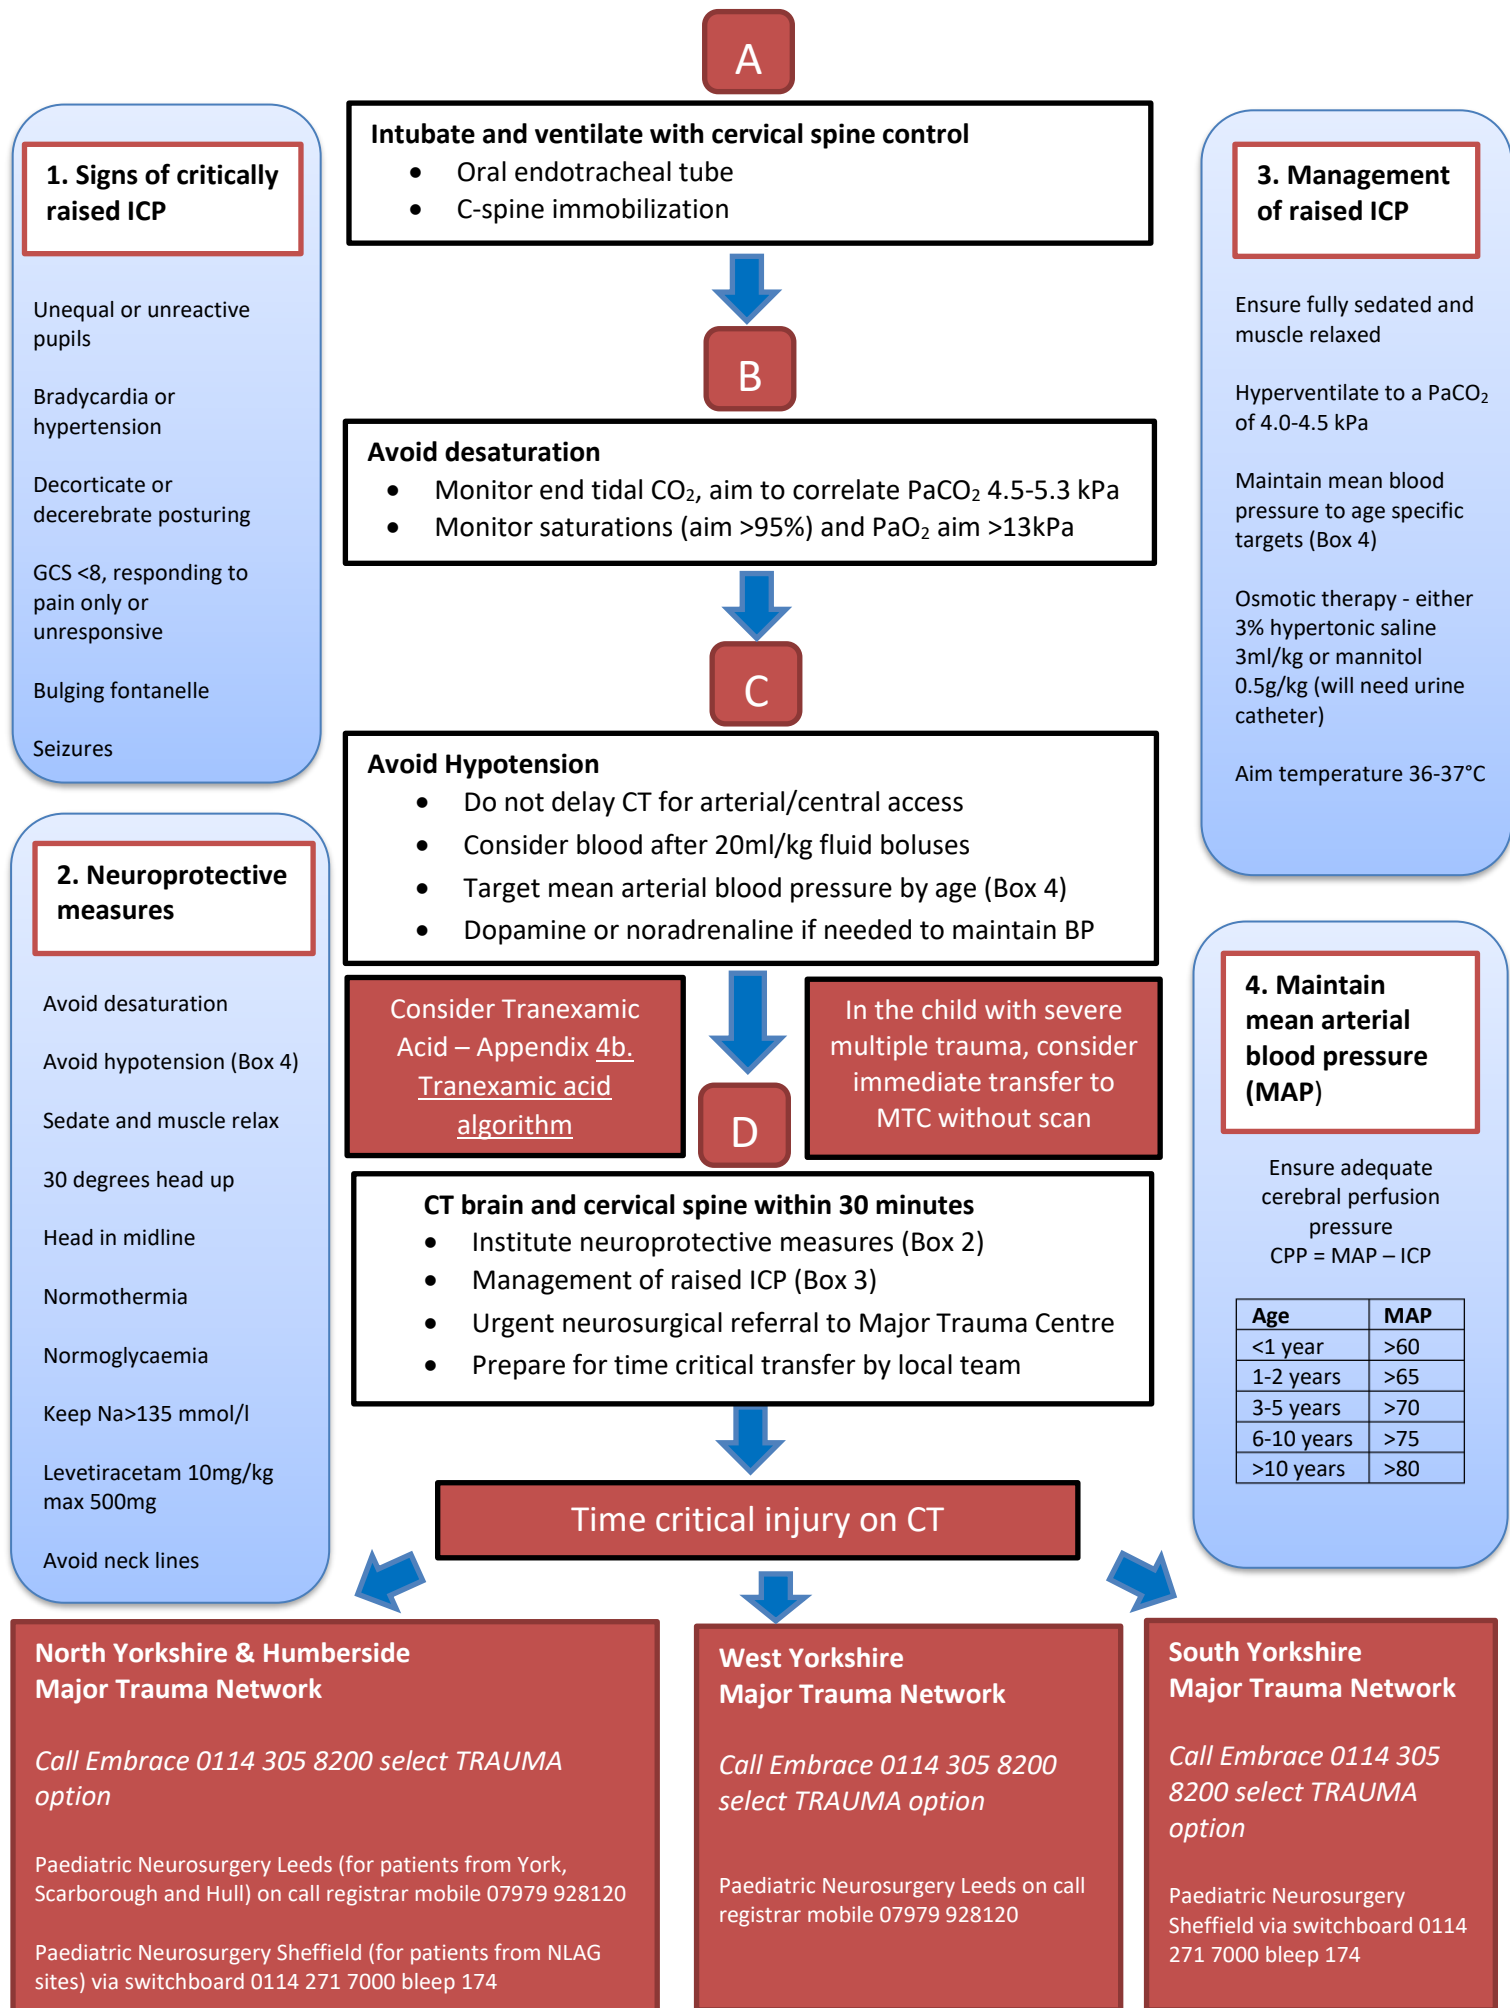 A
Intubate and ventilate with cervical spine control
• Oral endotracheal tube
• C-spine immobilization
1. Signs of critically
raised ICP
Unequal or unreactive
pupils
Bradycardia or
hypertension
Decorticate or
decerebrate posturing
GCS <8, responding to
pain only or
unresponsive
Bulging fontanelle
Seizures
3. Management
of raised ICP
Ensure fully sedated and
muscle relaxed
Hyperventilate to a PaCO₂
of 4.0-4.5 kPa
Maintain mean blood
pressure to age specific
targets (Box 4)
Osmotic therapy - either
3% hypertonic saline
3ml/kg or mannitol
0.5g/kg (will need urine
catheter)
Aim temperature 36-37°C
B
Avoid desaturation
• Monitor end tidal CO₂, aim to correlate PaCO₂ 4.5-5.3 kPa
• Monitor saturations (aim >95%) and PaO₂ aim >13kPa
C
Avoid Hypotension
• Do not delay CT for arterial/central access
• Consider blood after 20ml/kg fluid boluses
• Target mean arterial blood pressure by age (Box 4)
• Dopamine or noradrenaline if needed to maintain BP
2. Neuroprotective
measures
Avoid desaturation
Avoid hypotension (Box 4)
Sedate and muscle relax
30 degrees head up
Head in midline
Normothermia
Normoglycaemia
Keep Na>135 mmol/l
Levetiracetam 10mg/kg
max 500mg
Avoid neck lines
Consider Tranexamic
Acid – Appendix 4b.
Tranexamic acid
algorithm
In the child with severe
multiple trauma, consider
immediate transfer to
MTC without scan
4. Maintain
mean arterial
blood pressure
(MAP)
Ensure adequate
cerebral perfusion
pressure
CPP = MAP – ICP
Age MAP
<1 year >60
1-2 years >65
3-5 years >70
6-10 years >75
>10 years >80
D
CT brain and cervical spine within 30 minutes
• Institute neuroprotective measures (Box 2)
• Management of raised ICP (Box 3)
• Urgent neurosurgical referral to Major Trauma Centre
• Prepare for time critical transfer by local team
Time critical injury on CT
North Yorkshire & Humberside
Major Trauma Network
Call Embrace 0114 305 8200 select TRAUMA
option
Paediatric Neurosurgery Leeds (for patients from York,
Scarborough and Hull) on call registrar mobile 07979 928120
Paediatric Neurosurgery Sheffield (for patients from NLAG
sites) via switchboard 0114 271 7000 bleep 174
West Yorkshire
Major Trauma Network
Call Embrace 0114 305 8200
select TRAUMA option
Paediatric Neurosurgery Leeds on call
registrar mobile 07979 928120
South Yorkshire
Major Trauma Network
Call Embrace 0114 305
8200 select TRAUMA
option
Paediatric Neurosurgery
Sheffield via switchboard 0114
271 7000 bleep 174